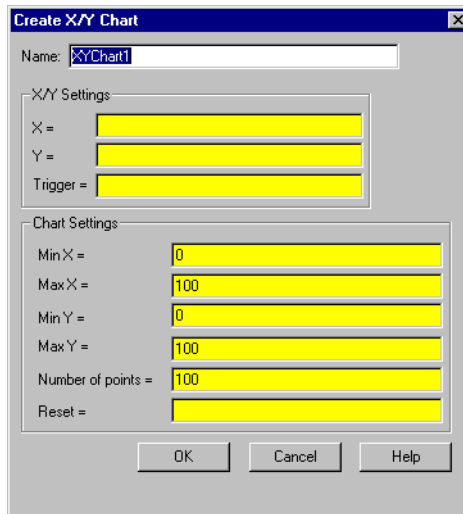 Create X/Y Chart
Name: XYChart1
X/Y Settings
X =
Y =
Trigger =
Chart Settings
Min X = 0
Max X = 100
Min Y = 0
Max Y = 100
Number of points = 100
Reset =
OK Cancel Help